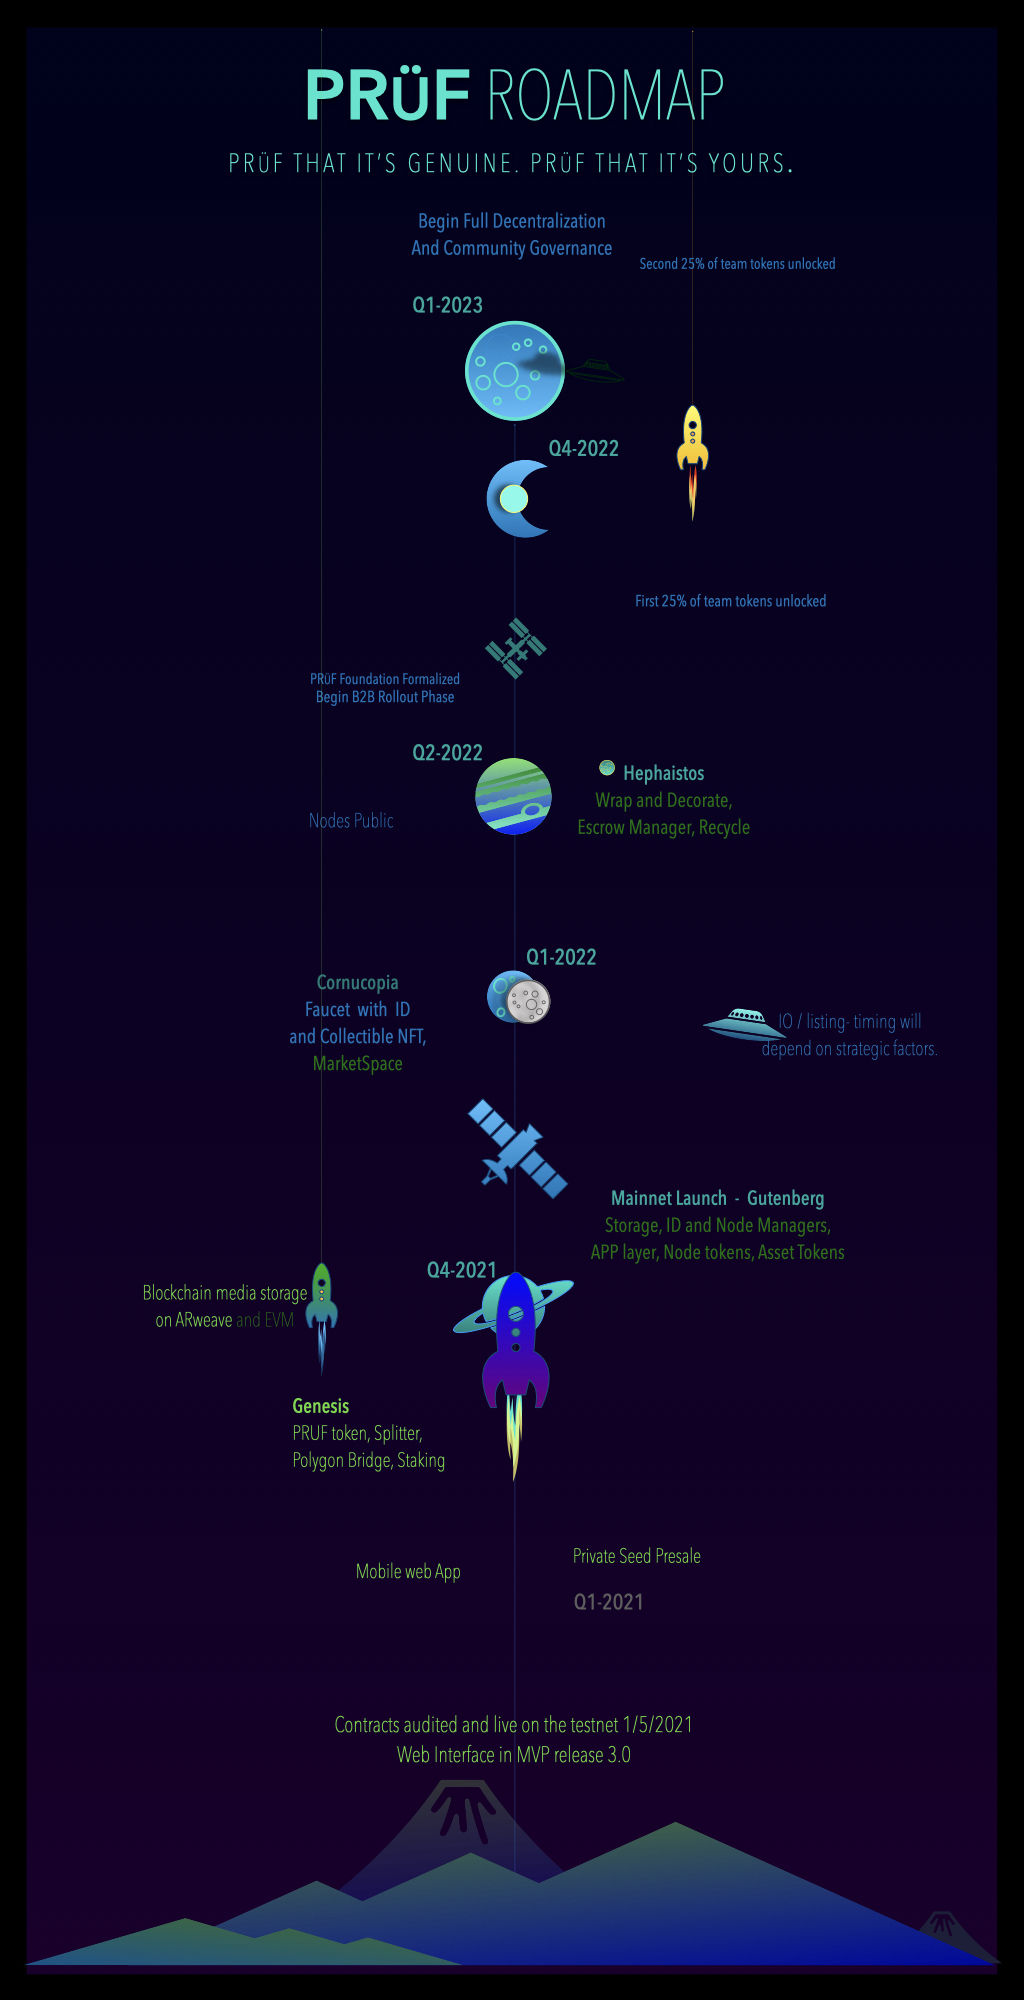 PRÜF ROADMAP
PRÜF THAT IT'S GENUINE. PRÜF THAT IT'S YOURS.
Begin Full Decentralization
And Community Governance
Second 25% of team tokens unlocked
Q1-2023
Q4-2022
First 25% of team tokens unlocked
PRÜF Foundation Formalized
Begin B2B Rollout Phase
Q2-2022
Hephaistos
Wrap and Decorate,
Escrow Manager, Recycle
Nodes Public
Q1-2022
Cornucopia
Faucet with ID
and Collectible NFT,
MarketSpace
IO / listing- timing will
depend on strategic factors.
Mainnet Launch - Gutenberg
Storage, ID and Node Managers,
APP layer, Node tokens, Asset Tokens
Q4-2021
Blockchain media storage
on ARweave and EVM
Genesis
PRUF token, Splitter,
Polygon Bridge, Staking
Private Seed Presale
Mobile web App
Q1-2021
Contracts audited and live on the testnet 1/5/2021
Web Interface in MVP release 3.0